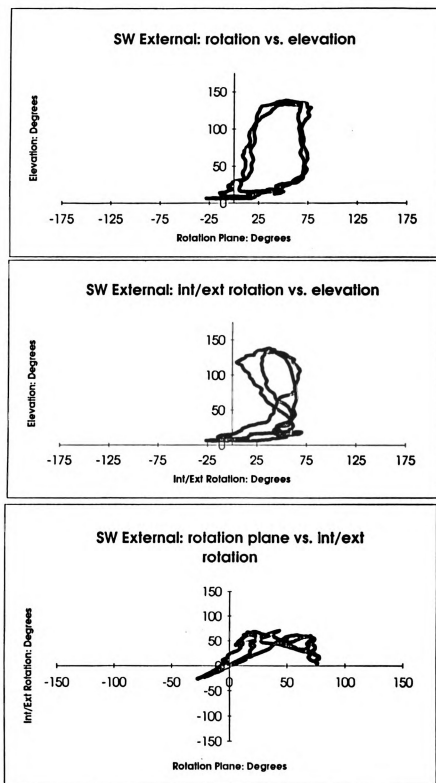 SW External: rotation vs. elevation
150
100
50
0
-175 -125 -75 -25 25 75 125 175
Elevation: Degrees
Rotation Plane: Degrees
SW External: int/ext rotation vs. elevation
150
100
50
0
-175 -125 -75 -25 25 75 125 175
Elevation: Degrees
Int/Ext Rotation: Degrees
SW External: rotation plane vs. int/ext
rotation
150
100
50
0
-150 -100 -50 0 50 100 150
-50
-100
-150
Int/Ext Rotation: Degrees
Rotation Plane: Degrees